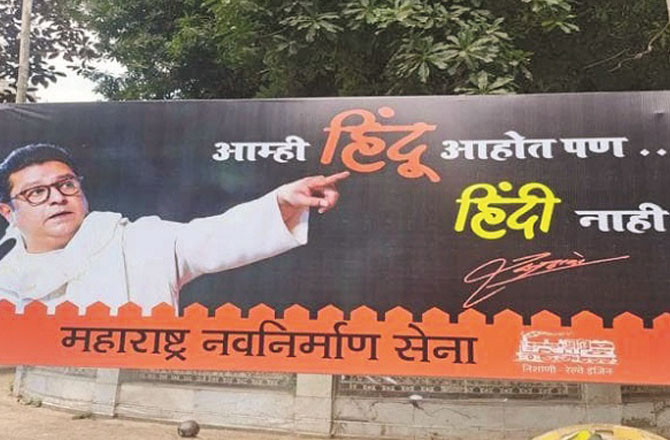 आम्ही हिंदू आहोत पण ..
हिंदी नाही
महाराष्ट्र नवनिर्माण सेना
निशाणी - रेल्वे इंजिन